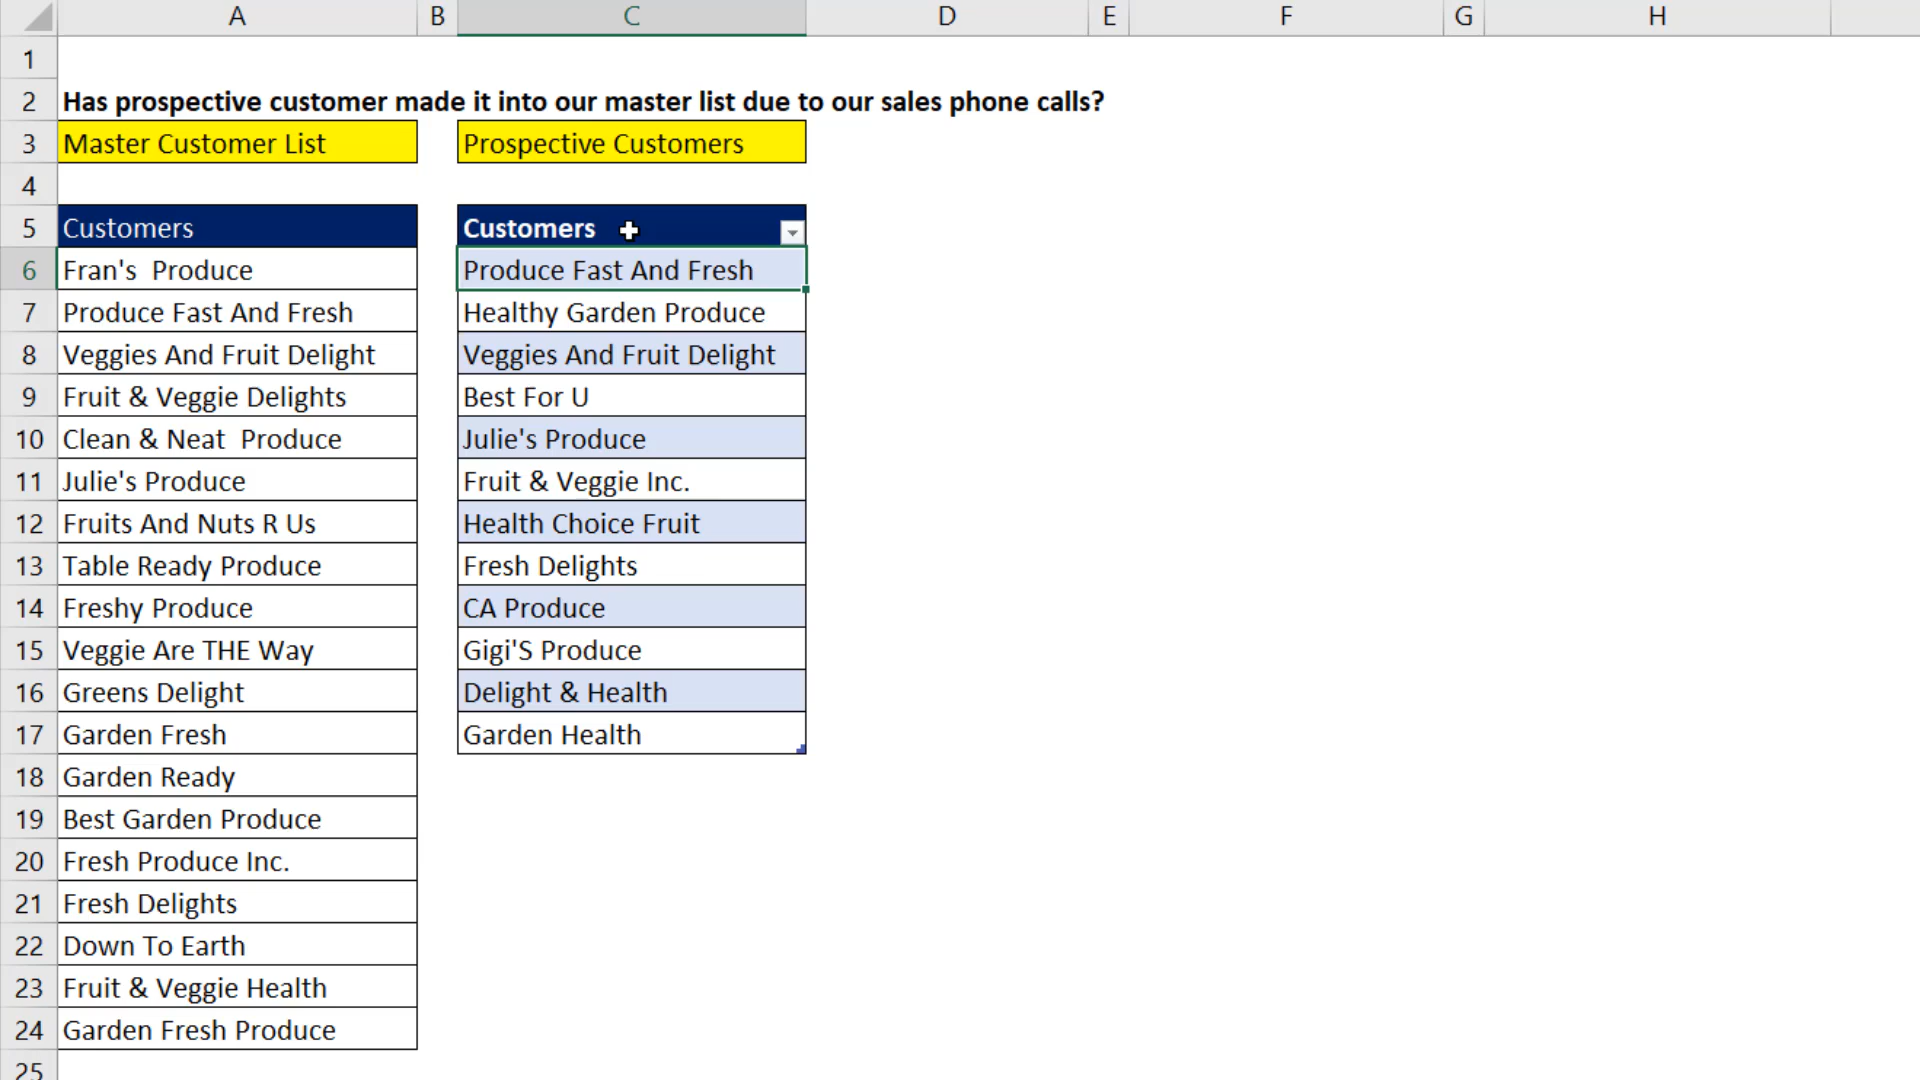 A B C D E F G H
1
2 Has prospective customer made it into our master list due to our sales phone calls?
3 Master Customer List Prospective Customers
4
5 Customers Customers
6 Fran's  Produce Produce Fast And Fresh
7 Produce Fast And Fresh Healthy Garden Produce
8 Veggies And Fruit Delight Veggies And Fruit Delight
9 Fruit & Veggie Delights Best For U
10 Clean & Neat  Produce Julie's Produce
11 Julie's Produce Fruit & Veggie Inc.
12 Fruits And Nuts R Us Health Choice Fruit
13 Table Ready Produce Fresh Delights
14 Freshy Produce CA Produce
15 Veggie Are THE Way Gigi'S Produce
16 Greens Delight Delight & Health
17 Garden Fresh Garden Health
18 Garden Ready
19 Best Garden Produce
20 Fresh Produce Inc.
21 Fresh Delights
22 Down To Earth
23 Fruit & Veggie Health
24 Garden Fresh Produce
25